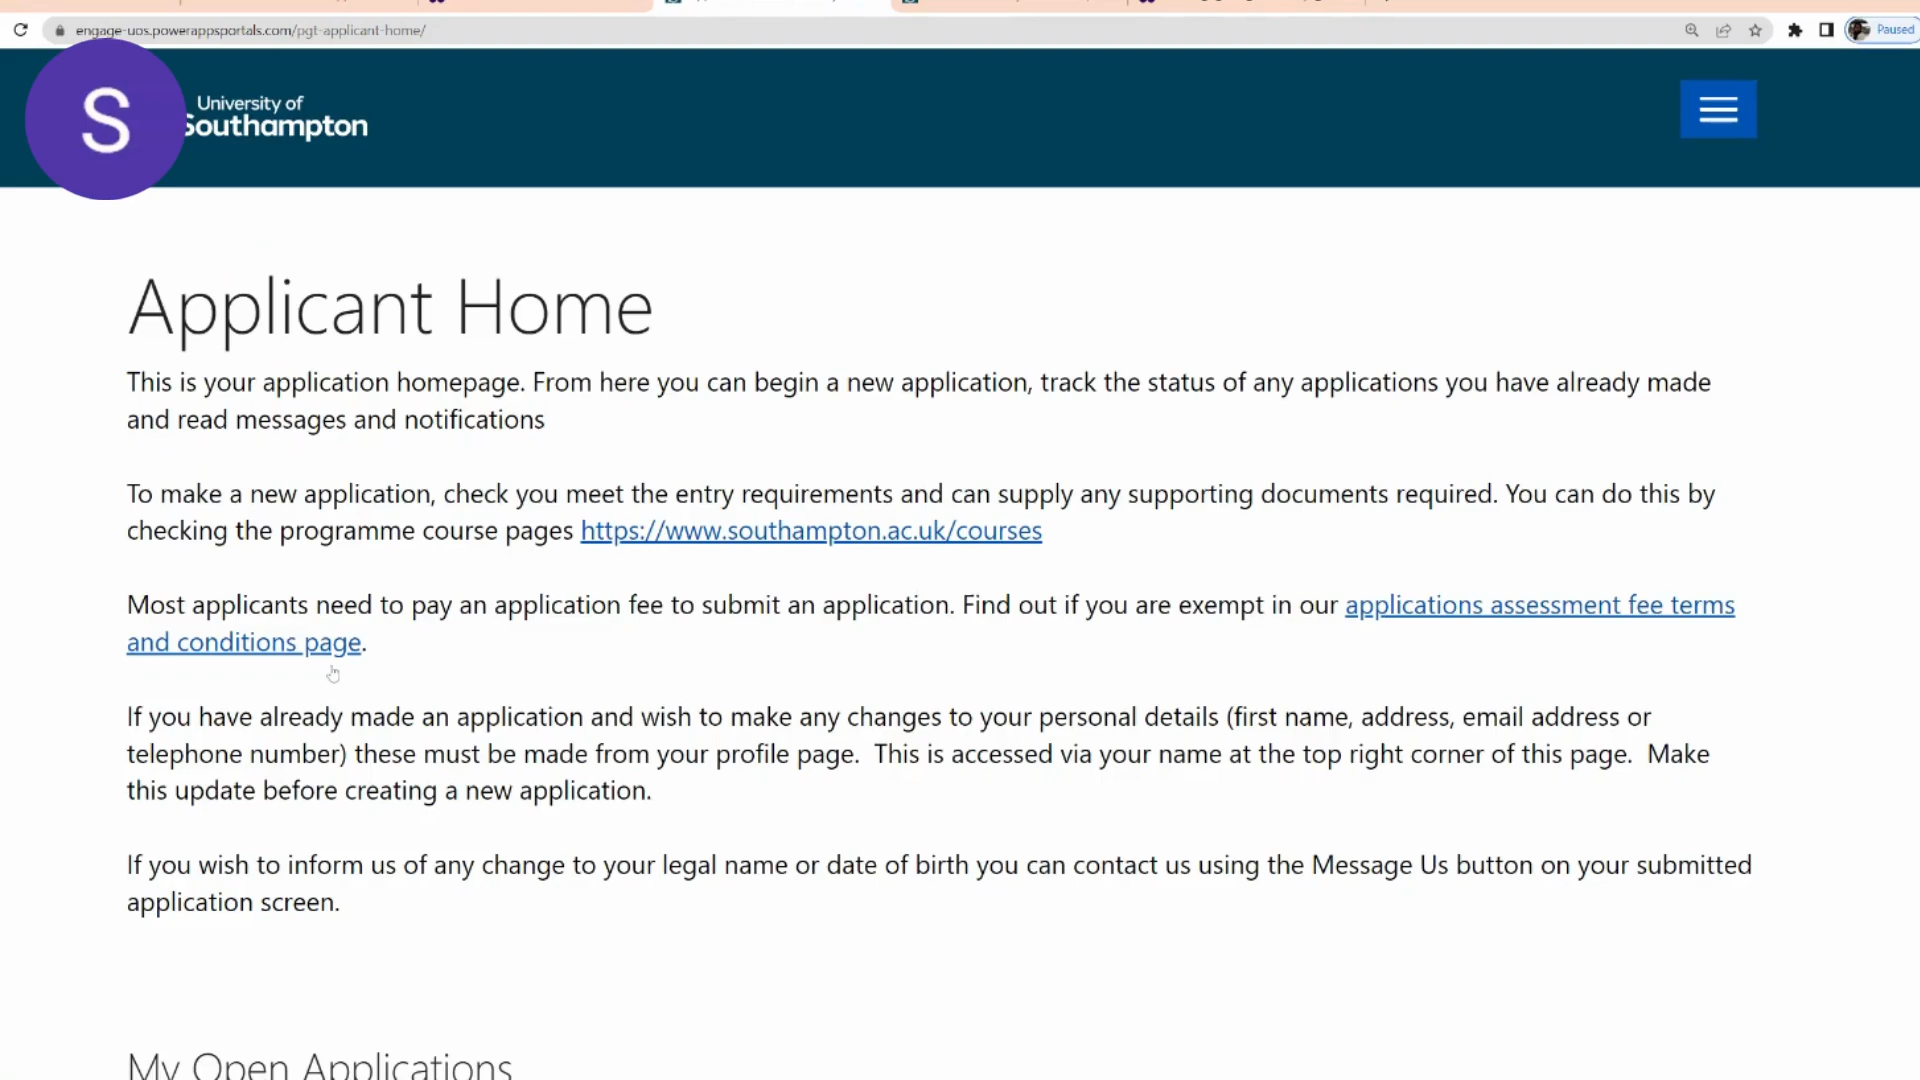 engage-uos.powerappsportals.com/pgt-applicant-home/
Paused
S
University of
Southampton
Applicant Home
This is your application homepage. From here you can begin a new application, track the status of any applications you have already made
and read messages and notifications
To make a new application, check you meet the entry requirements and can supply any supporting documents required. You can do this by
checking the programme course pages https://www.southampton.ac.uk/courses
Most applicants need to pay an application fee to submit an application. Find out if you are exempt in our applications assessment fee terms
and conditions page.
If you have already made an application and wish to make any changes to your personal details (first name, address, email address or
telephone number) these must be made from your profile page.  This is accessed via your name at the top right corner of this page.  Make
this update before creating a new application.
If you wish to inform us of any change to your legal name or date of birth you can contact us using the Message Us button on your submitted
application screen.
My Open Applications